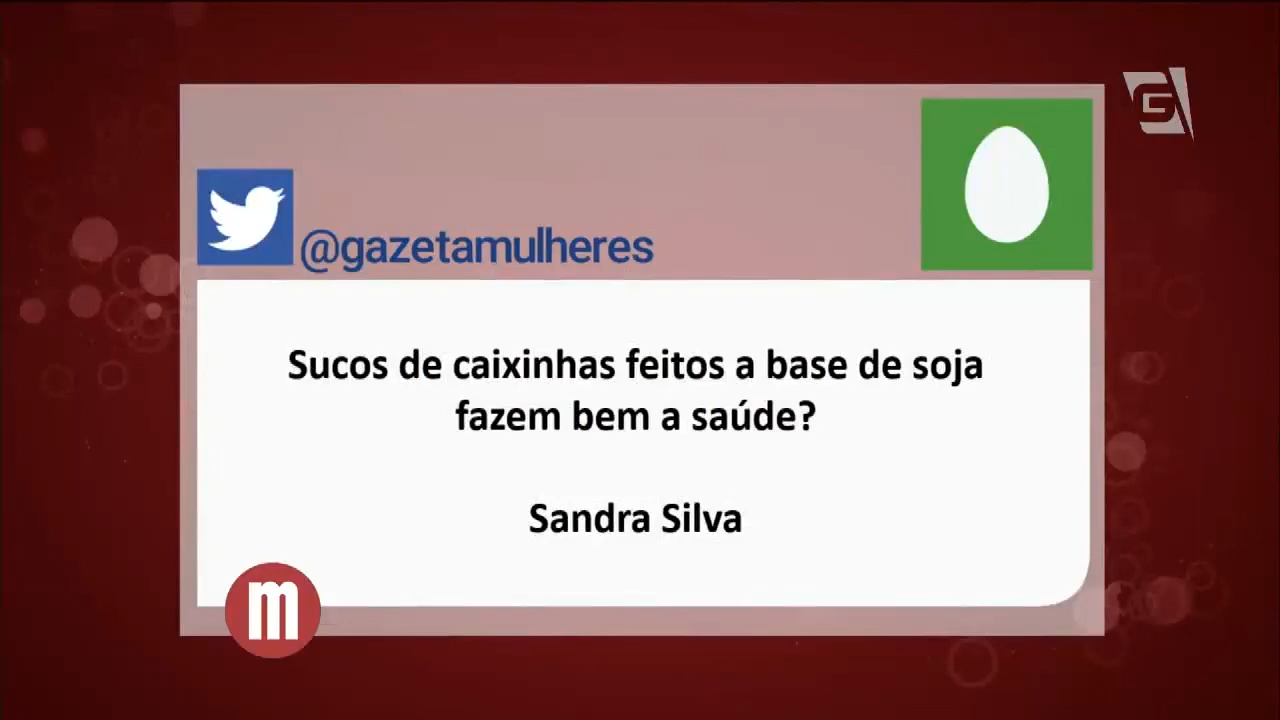 @gazetamulheres
Sucos de caixinhas feitos a base de soja
fazem bem a saúde?
Sandra Silva
m
G